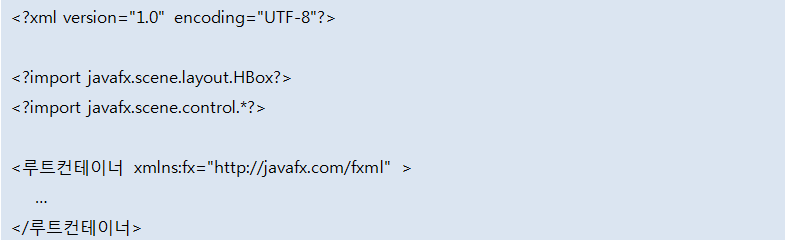 <?xml version="1.0" encoding="UTF-8"?>
<?import javafx.scene.layout.HBox?>
<?import javafx.scene.control.*?>
<루트컨테이너 xmlns:fx="http://javafx.com/fxml" >
...
</루트컨테이너>